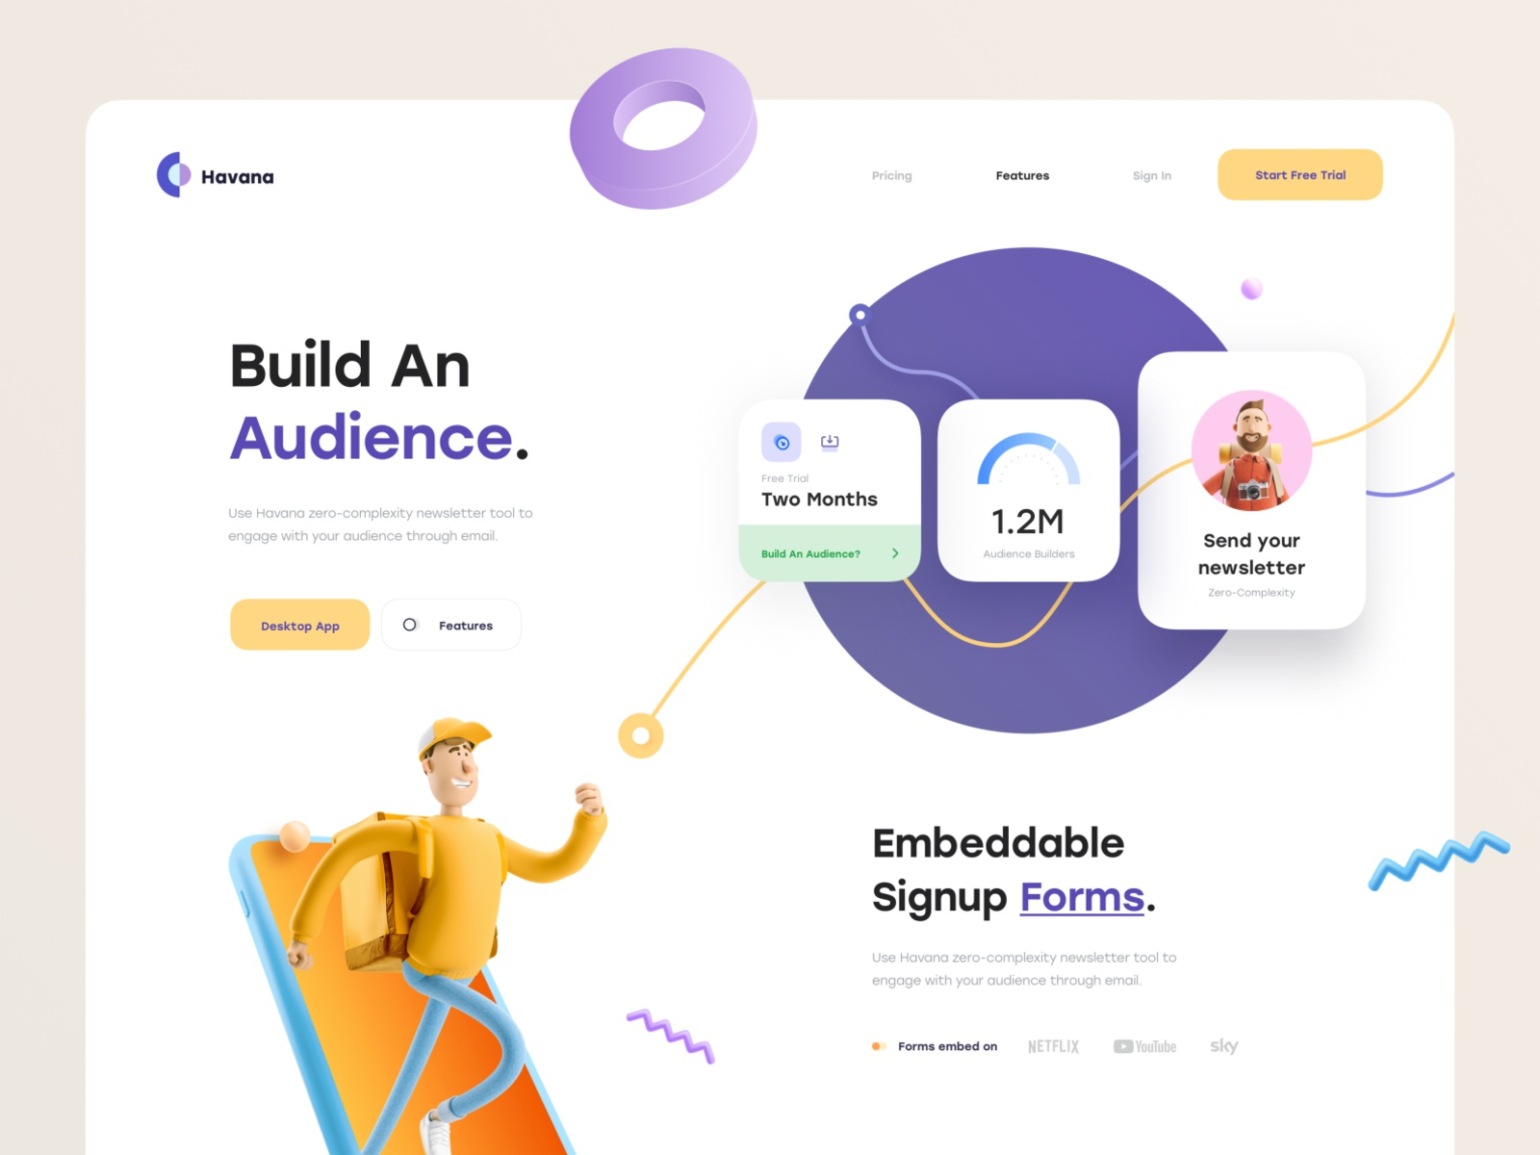 Havana
Pricing
Features
Sign In
Start Free Trial
Build An
Audience.
Use Havana zero-complexity newsletter tool to
engage with your audience through email.
Desktop App
Features
Free Trial
Two Months
Build An Audience?
1.2M
Audience Builders
Send your
newsletter
Zero-Complexity
Embeddable
Signup Forms.
Use Havana zero-complexity newsletter tool to
engage with your audience through email.
Forms embed on
NETFLIX
YouTube
sky